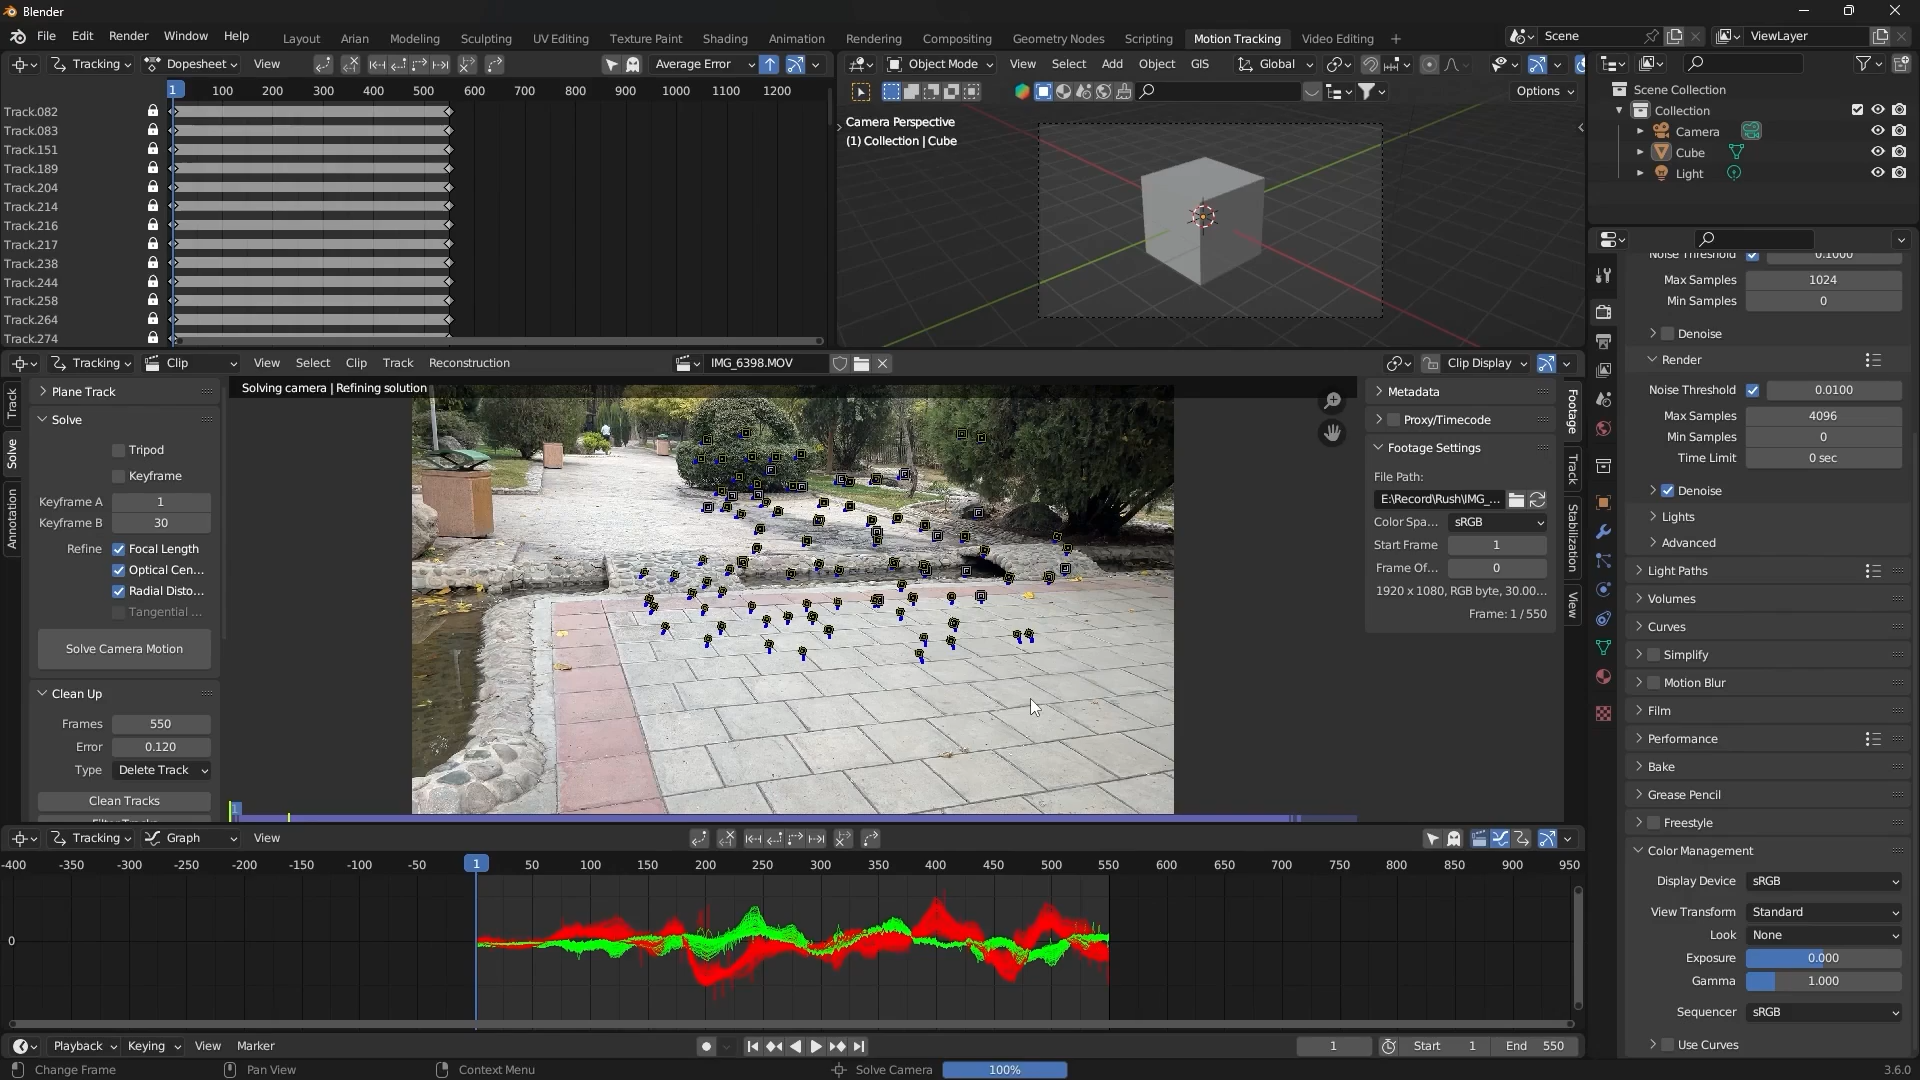 Blender
File Edit Render Window Help Layout Arian Modeling Sculpting UV Editing Texture Paint Shading Animation Rendering Compositing Geometry Nodes Scripting Motion Tracking Video Editing + Scene ViewLayer
Tracking Dopesheet View Average Error
Object Mode View Select Add Object GIS Global
1 100 200 300 400 500 600 700 800 900 1000 1100 1200
Options
Track.082
Track.083
Track.151
Track.189
Track.204
Track.214
Track.216
Track.217
Track.238
Track.244
Track.258
Track.264
Track.274
Camera Perspective
(1) Collection | Cube
Scene Collection
Collection
Camera
Cube
Light
Tracking Clip View Select Clip Track Reconstruction IMG_6398.MOV Clip Display
Solving camera | Refining solution
Track
Solve
Annotation
Plane Track
Solve
Tripod
Keyframe
Keyframe A 1
Keyframe B 30
Refine Focal Length
Optical Cen...
Radial Disto...
Tangential ...
Solve Camera Motion
Clean Up
Frames 550
Error 0.120
Type Delete Track
Clean Tracks
Filter Tracks
1
Metadata
Proxy/Timecode
Footage Settings
File Path:
E:\Record\Rush\IMG_...
Color Spa... sRGB
Start Frame 1
Frame Of... 0
1920 x 1080, RGB byte, 30.00...
Frame: 1 / 550
Footage
Track
Stabilization
View
Noise Threshold 0.1000
Max Samples 1024
Min Samples 0
Denoise
Render
Noise Threshold 0.0100
Max Samples 4096
Min Samples 0
Time Limit 0 sec
Denoise
Lights
Advanced
Light Paths
Volumes
Curves
Simplify
Motion Blur
Film
Performance
Bake
Grease Pencil
Freestyle
Color Management
Display Device sRGB
View Transform Standard
Look None
Exposure 0.000
Gamma 1.000
Sequencer sRGB
Use Curves
Tracking Graph View
-400 -350 -300 -250 -200 -150 -100 -50 1 50 100 150 200 250 300 350 400 450 500 550 600 650 700 750 800 850 900 950
0
Playback Keying View Marker 1 Start 1 End 550
Change Frame Pan View Context Menu Solve Camera 100% 3.6.0